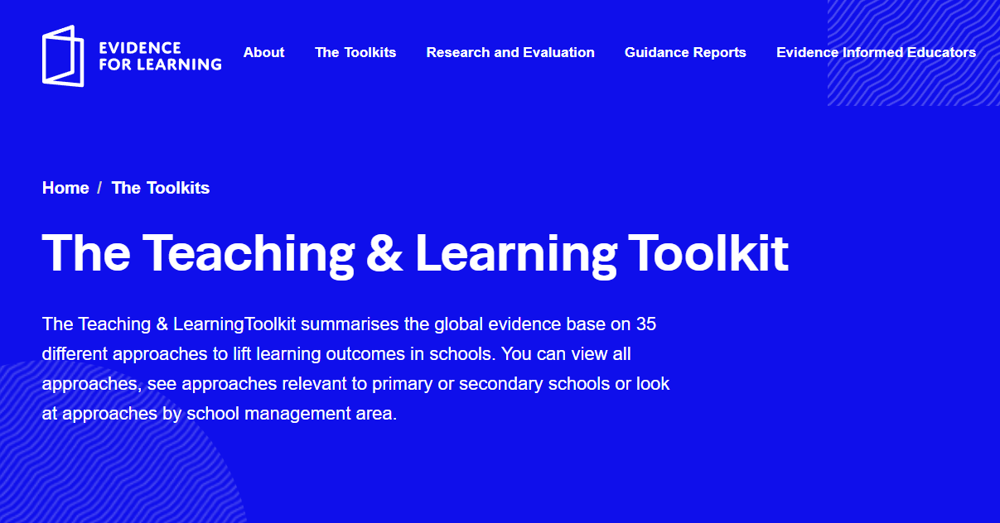 EVIDENCE
FOR LEARNING
About The Toolkits Research and Evaluation Guidance Reports Evidence Informed Educators
Home / The Toolkits
The Teaching & Learning Toolkit
The Teaching & LearningToolkit summarises the global evidence base on 35
different approaches to lift learning outcomes in schools. You can view all
approaches, see approaches relevant to primary or secondary schools or look
at approaches by school management area.